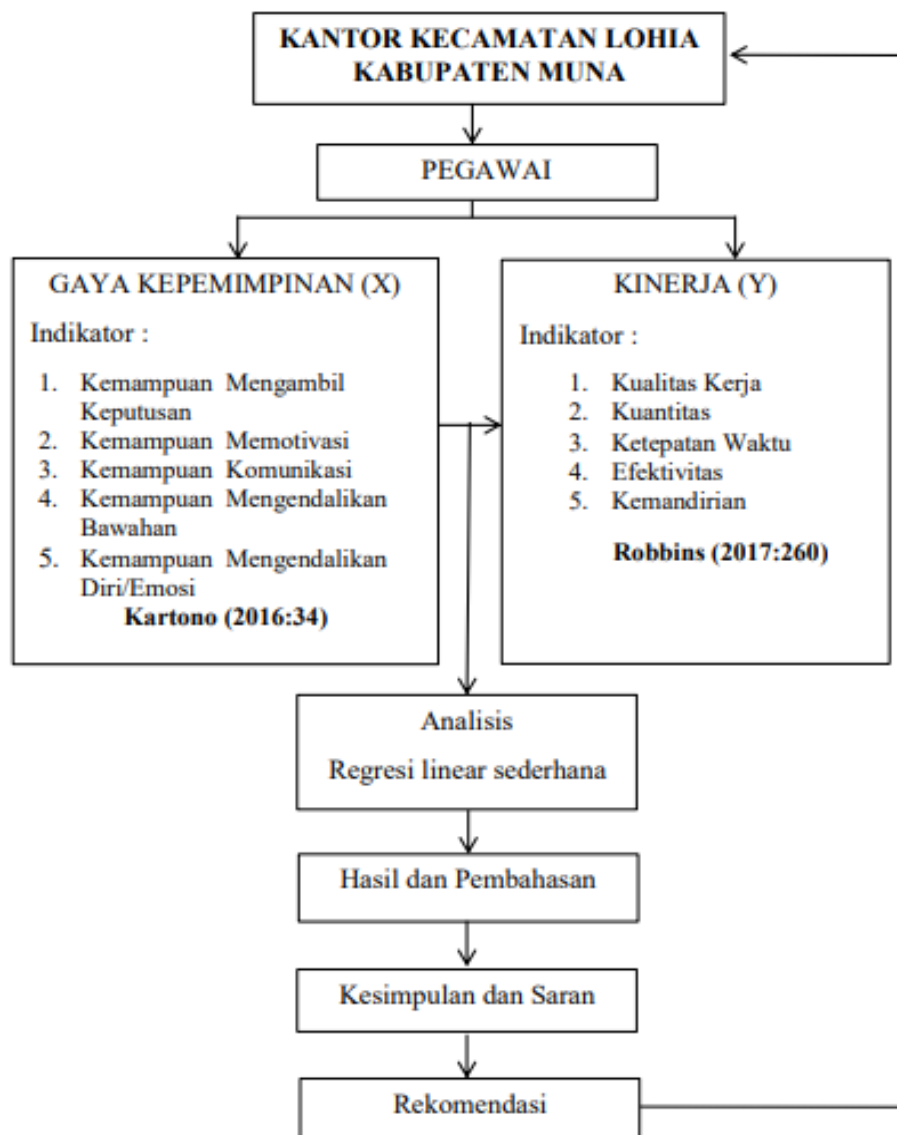 KANTOR KECAMATAN LOHIA
KABUPATEN MUNA
PEGAWAI
GAYA KEPEMIMPINAN (X)
Indikator :
1. Kemampuan Mengambil
Keputusan
2. Kemampuan Memotivasi
3. Kemampuan Komunikasi
4. Kemampuan Mengendalikan
Bawahan
5. Kemampuan Mengendalikan
Diri/Emosi
Kartono (2016:34)
KINERJA (Y)
Indikator :
1. Kualitas Kerja
2. Kuantitas
3. Ketepatan Waktu
4. Efektivitas
5. Kemandirian
Robbins (2017:260)
Analisis
Regresi linear sederhana
Hasil dan Pembahasan
Kesimpulan dan Saran
Rekomendasi